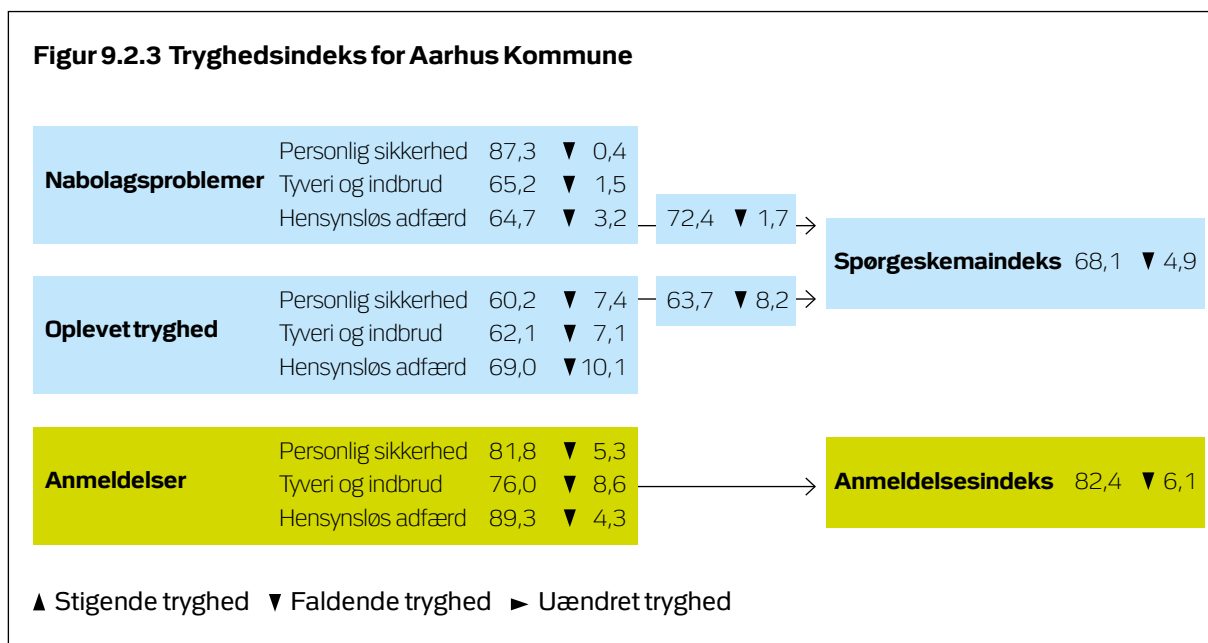 Figur 9.2.3 Tryghedsindeks for Aarhus Kommune
Nabolagsproblemer
Personlig sikkerhed 87,3 ▼ 0,4
Tyveri og indbrud 65,2 ▼ 1,5
Hensynsløs adfærd 64,7 ▼ 3,2
72,4 ▼ 1,7
Oplevet tryghed
Personlig sikkerhed 60,2 ▼ 7,4
Tyveri og indbrud 62,1 ▼ 7,1
Hensynsløs adfærd 69,0 ▼ 10,1
63,7 ▼ 8,2
Spørgeskemaindeks 68,1 ▼ 4,9
Anmeldelser
Personlig sikkerhed 81,8 ▼ 5,3
Tyveri og indbrud 76,0 ▼ 8,6
Hensynsløs adfærd 89,3 ▼ 4,3
Anmeldelsesindeks 82,4 ▼ 6,1
▲ Stigende tryghed ▼ Faldende tryghed ► Uændret tryghed